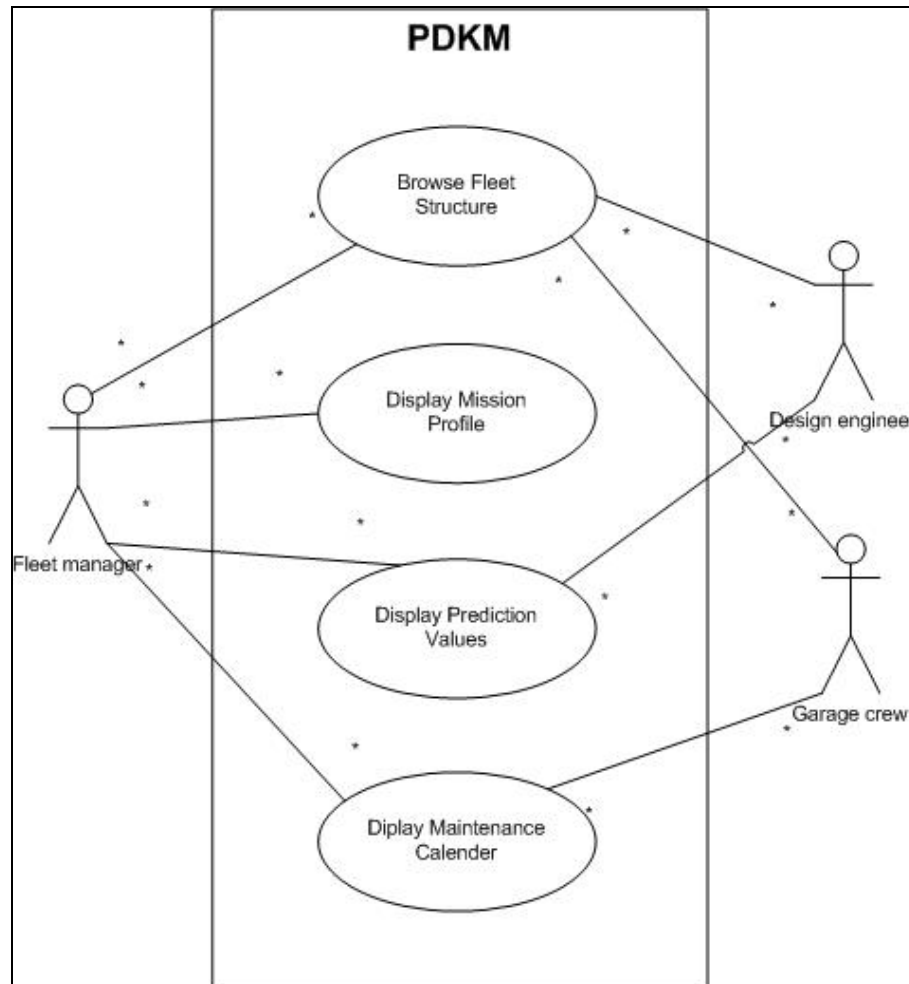 PDKM
Browse Fleet
Structure
*
*
*
*
*
*
*
Display Mission
Profile
Design enginee
*
*
*
*
*
Fleet manager
*
Display Prediction
Values
*
Garage crew
*
*
*
Diplay Maintenance
Calender